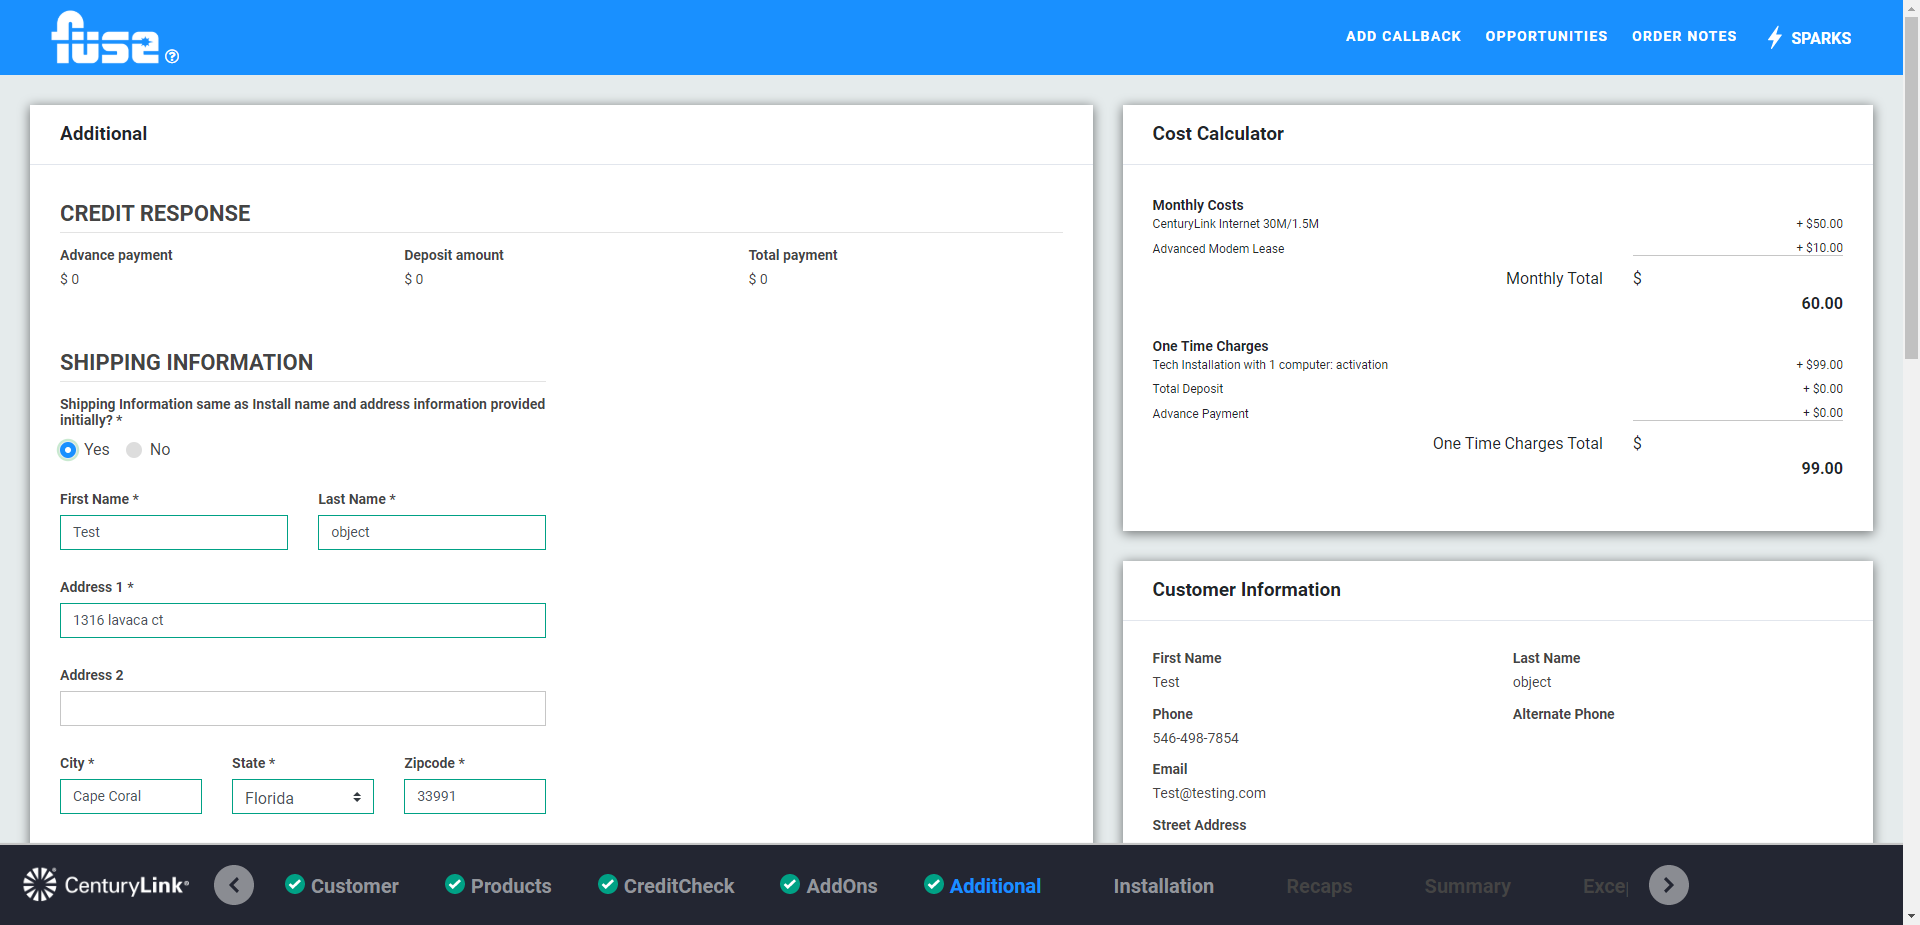 fuse
ADD CALLBACK
OPPORTUNITIES
ORDER NOTES
SPARKS
Additional
CREDIT RESPONSE
Advance payment
Deposit amount
Total payment
$ 0
$ 0
$ 0
SHIPPING INFORMATION
Shipping Information same as Install name and address information provided
initially? *
Yes
No
First Name *
Last Name *
Test
object
Address 1 *
1316 lavaca ct
Address 2
City *
State *
Zipcode *
Cape Coral
Florida
33991
Cost Calculator
Monthly Costs
CenturyLink Internet 30M/1.5M
+ $50.00
Advanced Modem Lease
+ $10.00
Monthly Total
$
60.00
One Time Charges
Tech Installation with 1 computer: activation
+ $99.00
Total Deposit
+ $0.00
Advance Payment
+ $0.00
One Time Charges Total
$
99.00
Customer Information
First Name
Last Name
Test
object
Phone
Alternate Phone
546-498-7854
Email
Test@testing.com
Street Address
CenturyLink
Customer
Products
CreditCheck
AddOns
Additional
Installation
Recaps
Summary